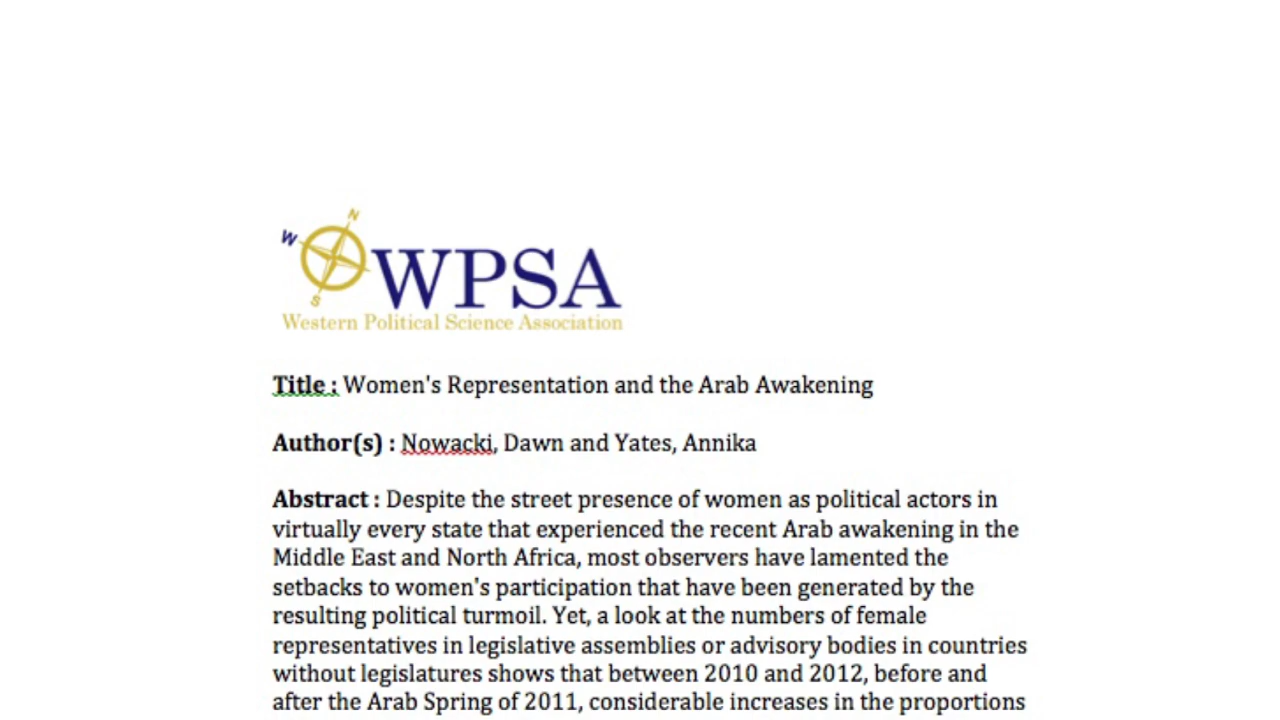 N
W
WPSA
S
Western Political Science Association
Title : Women's Representation and the Arab Awakening
Author(s) : Nowacki, Dawn and Yates, Annika
Abstract : Despite the street presence of women as political actors in
virtually every state that experienced the recent Arab awakening in the
Middle East and North Africa, most observers have lamented the
setbacks to women's participation that have been generated by the
resulting political turmoil. Yet, a look at the numbers of female
representatives in legislative assemblies or advisory bodies in countries
without legislatures shows that between 2010 and 2012, before and
after the Arab Spring of 2011, considerable increases in the proportions